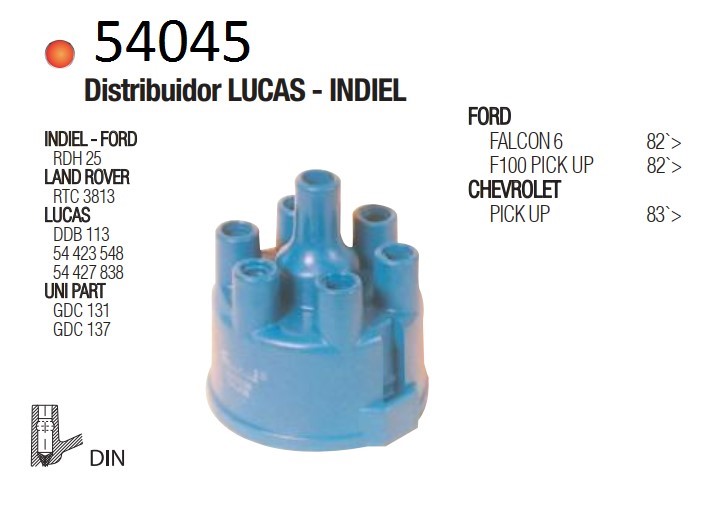 54045
Distribuidor LUCAS - INDIEL
INDIEL - FORD
RDH 25
LAND ROVER
RTC 3813
LUCAS
DDB 113
54 423 548
54 427 838
UNI PART
GDC 131
GDC 137
DIN
FORD
FALCON 6 82`>
F100 PICK UP 82`>
CHEVROLET
PICK UP 83`>